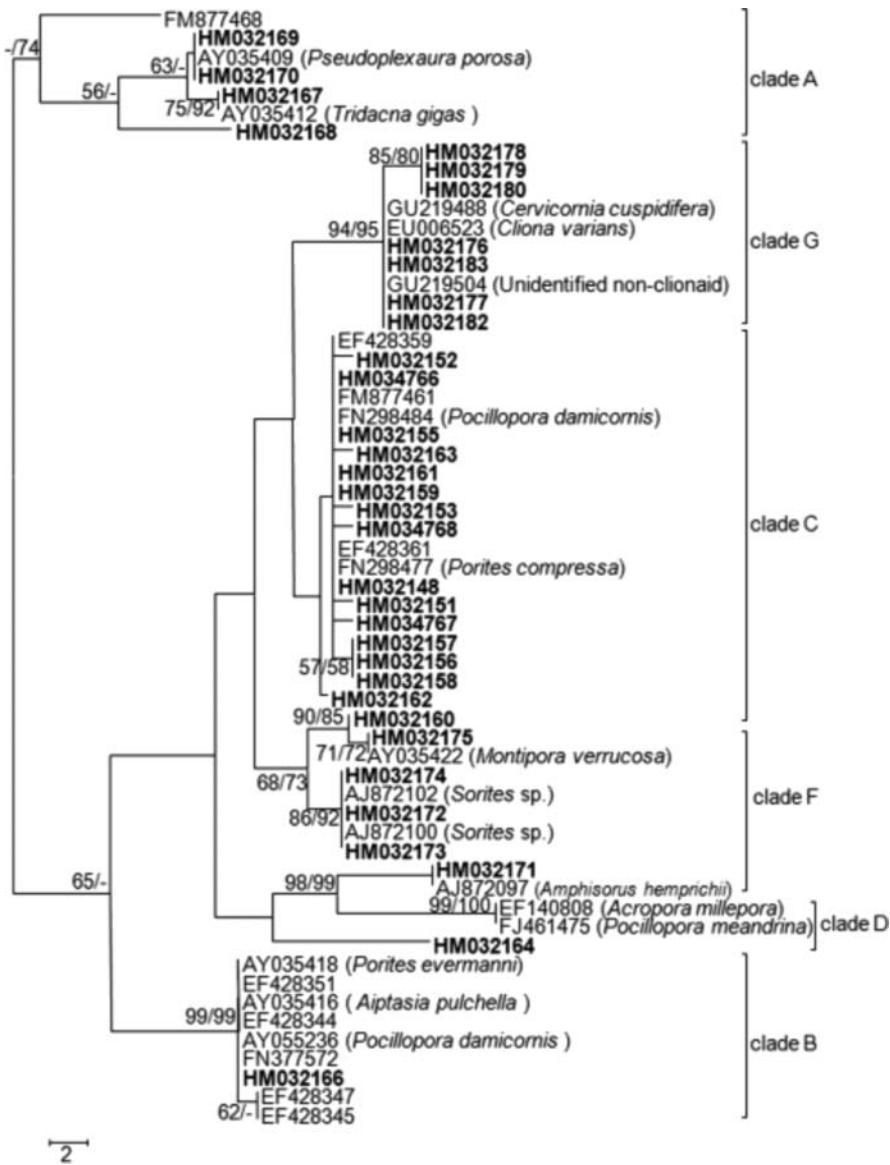 FM877468
-/74
HM032169
AY035409 (Pseudoplexaura porosa)
63/-
HM032170
clade A
56/-
HM032167
75/92
AY035412 (Tridacna gigas )
HM032168
85/80
HM032178
HM032179
HM032180
GU219488 (Cervicornia cuspidifera)
94/95
EU006523 (Cliona varians)
clade G
HM032176
HM032183
GU219504 (Unidentified non-clionaid)
HM032177
HM032182
EF428359
HM032152
HM034766
FM877461
FN298484 (Pocillopora damicornis)
HM032155
HM032163
HM032161
HM032159
HM032153
clade C
HM034768
EF428361
FN298477 (Porites compressa)
HM032148
HM032151
HM034767
HM032157
57/58
HM032156
HM032158
HM032162
90/85
HM032160
HM032175
71/72
AY035422 (Montipora verrucosa)
68/73
HM032174
AJ872102 (Sorites sp.)
clade F
86/92
HM032172
AJ872100 (Sorites sp.)
HM032173
HM032171
65/-
98/99
AJ872097 (Amphisorus hemprichii)
99/100
EF140808 (Acropora millepora)
FJ461475 (Pocillopora meandrina)
clade D
HM032164
AY035418 (Porites evermanni)
EF428351
AY035416 ( Aiptasia pulchella )
99/99
EF428344
AY055236 (Pocillopora damicornis )
clade B
FN377572
HM032166
EF428347
62/-
EF428345
2